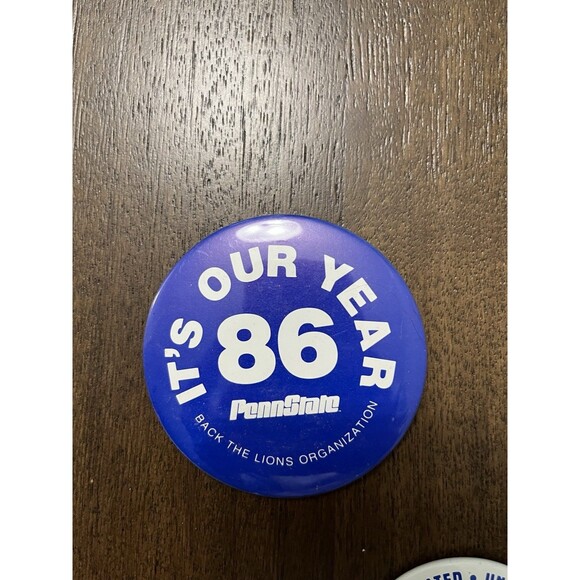 IT'S OUR YEAR
86
PennState
BACK THE LIONS ORGANIZATION